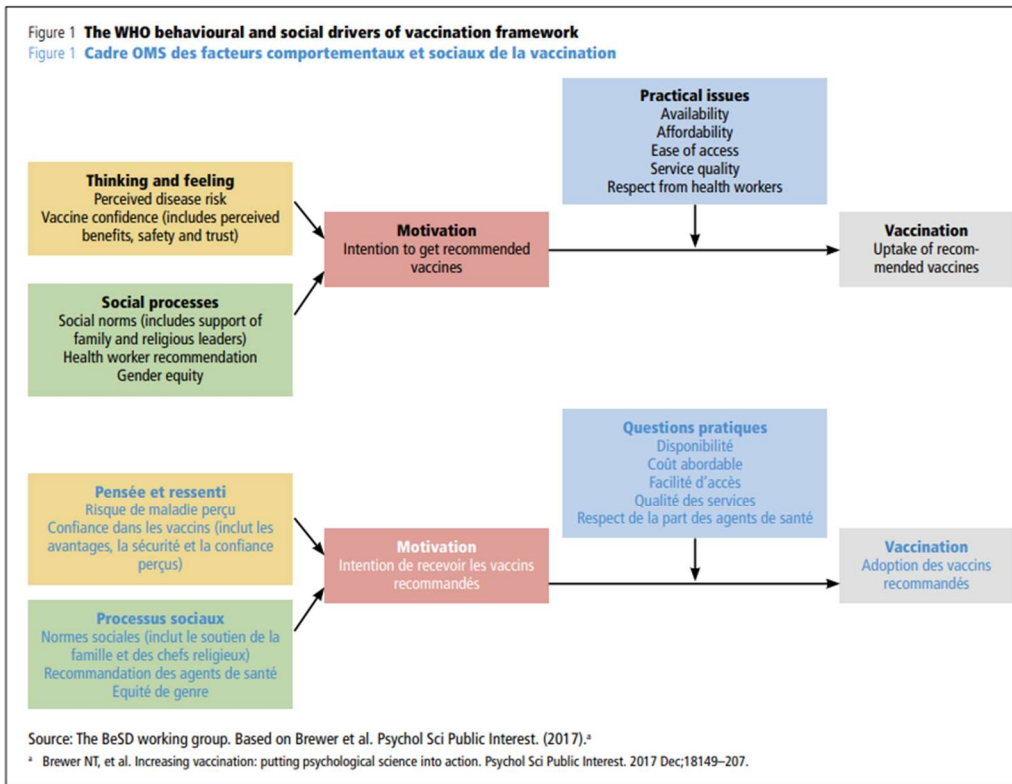 Figure 1 The WHO behavioural and social drivers of vaccination framework
Figure 1 Cadre OMS des facteurs comportementaux et sociaux de la vaccination
Practical issues
Availability
Affordability
Ease of access
Service quality
Respect from health workers
Thinking and feeling
Perceived disease risk
Vaccine confidence (includes perceived
benefits, safety and trust)
Motivation
Intention to get recommended
vaccines
Vaccination
Uptake of recom-
mended vaccines
Social processes
Social norms (includes support of
family and religious leaders)
Health worker recommendation
Gender equity
Questions pratiques
Disponibilité
Coût abordable
Facilité d'accès
Qualité des services
Respect de la part des agents de santé
Pensée et ressenti
Risque de maladie perçu
Confiance dans les vaccins (inclut les
avantages, la sécurité et la confiance
perçus)
Motivation
Intention de recevoir les vaccins
recommandés
Vaccination
Adoption des vaccins
recommandés
Processus sociaux
Normes sociales (inclut le soutien de la
famille et des chefs religieux)
Recommandation des agents de santé
Equité de genre
Source: The BeSD working group. Based on Brewer et al. Psychol Sci Public Interest. (2017).ª
ª Brewer NT, et al. Increasing vaccination: putting psychological science into action. Psychol Sci Public Interest. 2017 Dec;18149–207.